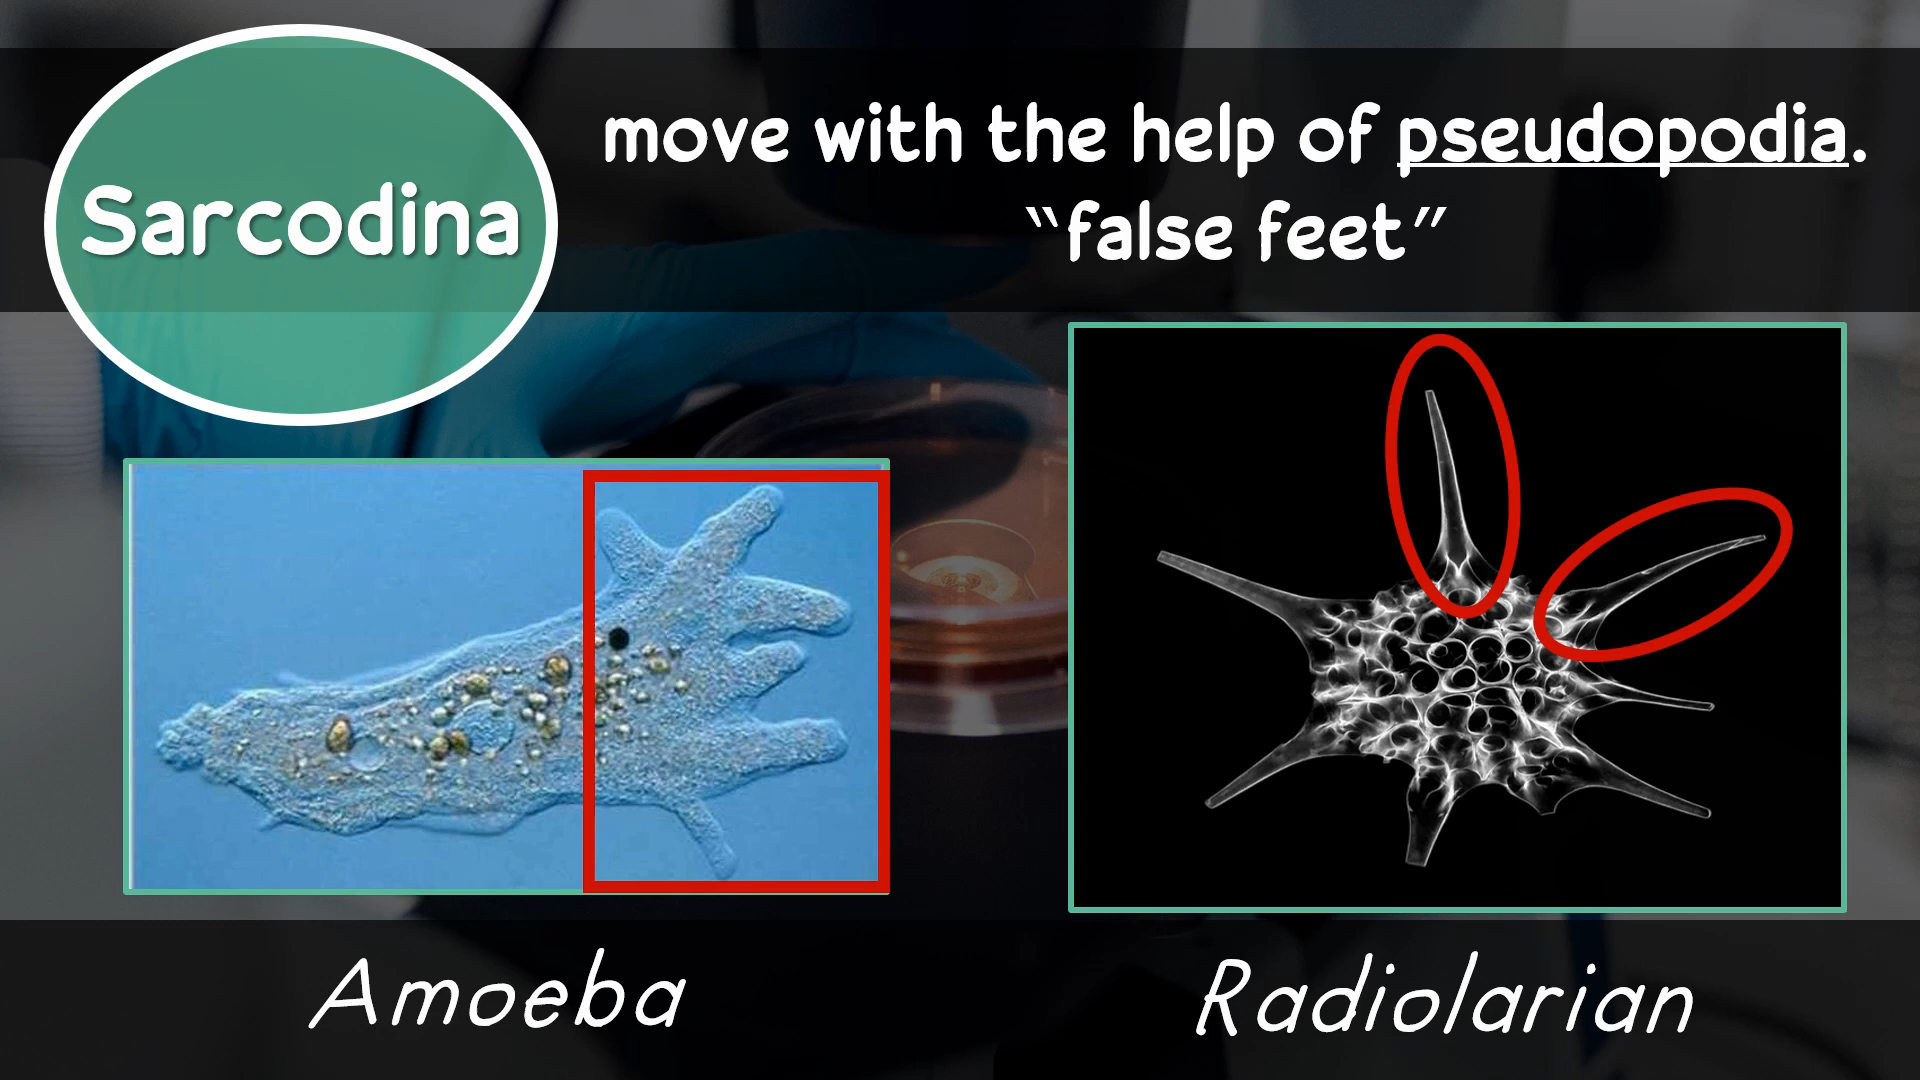 Sarcodina
move with the help of pseudopodia.
“false feet”
Amoeba
Radiolarian